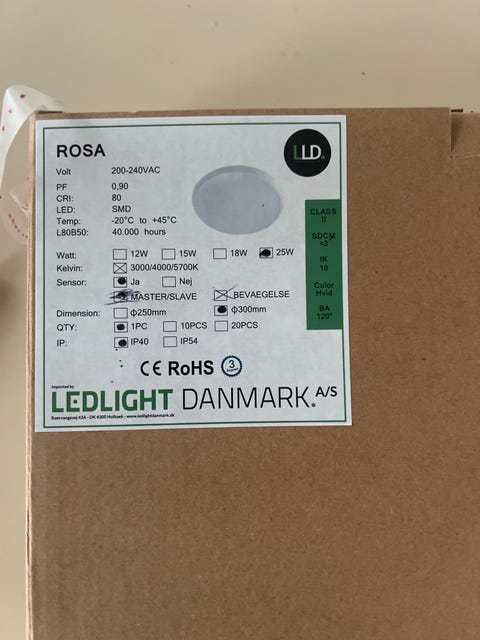 ROSA
LLD.
Volt 200-240VAC
PF 0,90
CRI: 80
LED: SMD
Temp: -20°C to +45°C
L80B50: 40.000 hours
CLASS II
SDCM <3
IK 10
Color Hvid
BA 120°
Watt: 12W 15W 18W 25W
Kelvin: 3000/4000/5700K
Sensor: Ja Nej
MASTER/SLAVE BEVAEGELSE
Dimension: Φ250mm Φ300mm
QTY: 1PC 10PCS 20PCS
IP: IP40 IP54
CE RoHS 3
Imported by
LEDLIGHT DANMARK. A/S